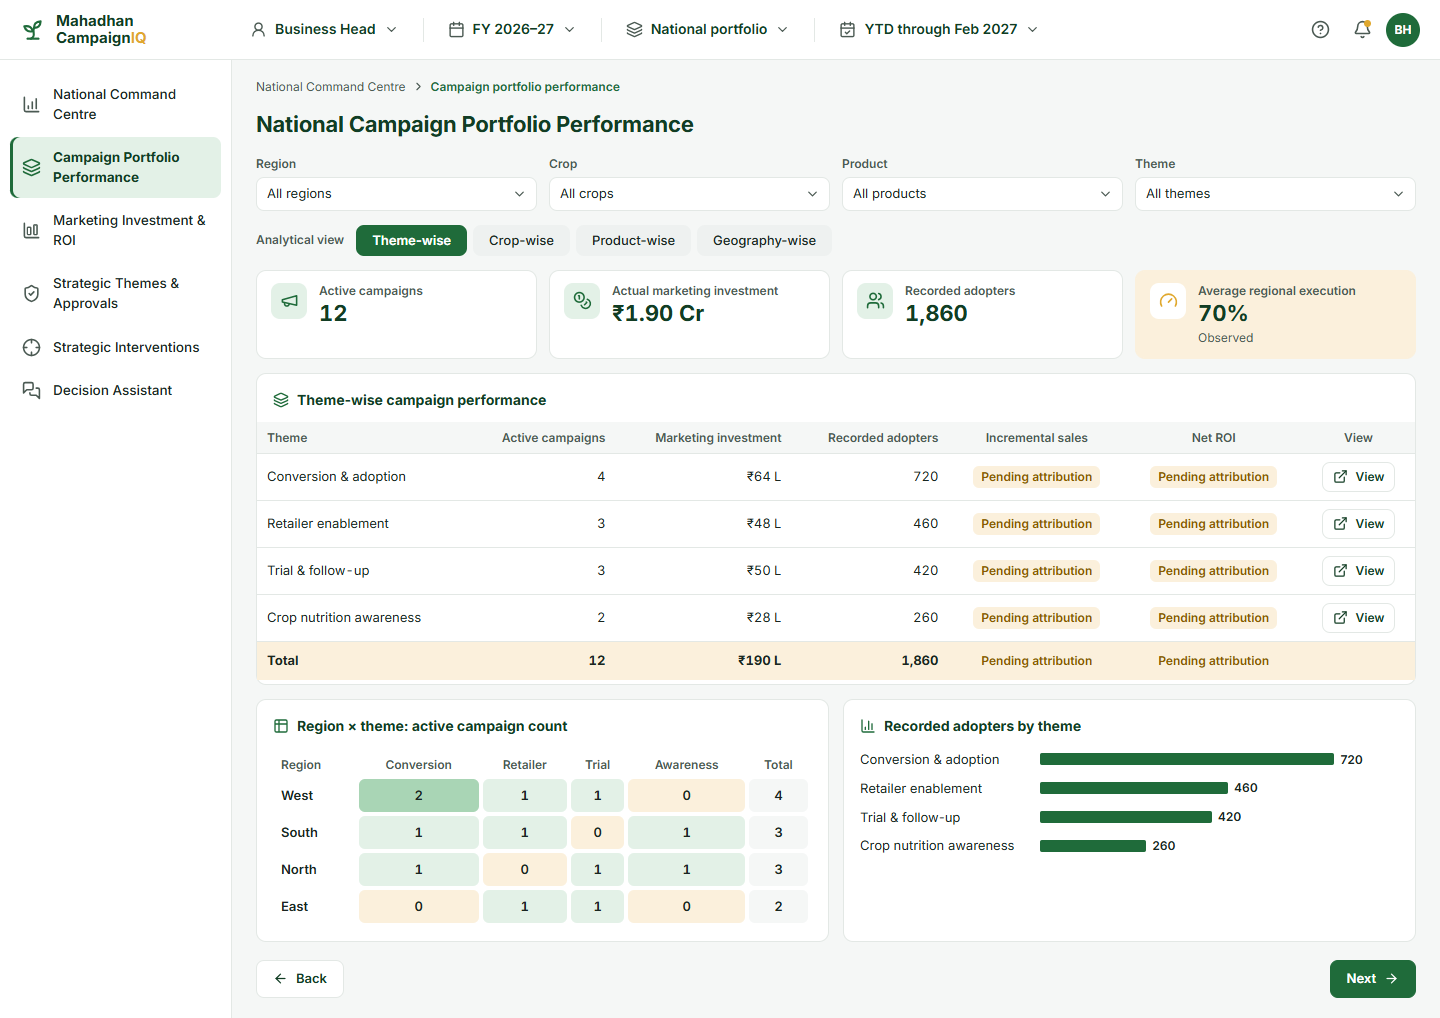 Mahadhan
CampaignIQ
Business Head
FY 2026–27
National portfolio
YTD through Feb 2027
BH
National Command
Centre
Campaign Portfolio
Performance
Marketing Investment &
ROI
Strategic Themes &
Approvals
Strategic Interventions
Decision Assistant
National Command Centre > Campaign portfolio performance
National Campaign Portfolio Performance
Region Crop Product Theme
All regions All crops All products All themes
Analytical view Theme-wise Crop-wise Product-wise Geography-wise
Active campaigns
12
Actual marketing investment
₹1.90 Cr
Recorded adopters
1,860
Average regional execution
70%
Observed
Theme-wise campaign performance
Theme Active campaigns Marketing investment Recorded adopters Incremental sales Net ROI View
Conversion & adoption 4 ₹64 L 720 Pending attribution Pending attribution View
Retailer enablement 3 ₹48 L 460 Pending attribution Pending attribution View
Trial & follow-up 3 ₹50 L 420 Pending attribution Pending attribution View
Crop nutrition awareness 2 ₹28 L 260 Pending attribution Pending attribution View
Total 12 ₹190 L 1,860 Pending attribution Pending attribution
Region × theme: active campaign count
Region Conversion Retailer Trial Awareness Total
West 2 1 1 0 4
South 1 1 0 1 3
North 1 0 1 1 3
East 0 1 1 0 2
Recorded adopters by theme
Conversion & adoption 720
Retailer enablement 460
Trial & follow-up 420
Crop nutrition awareness 260
Back
Next